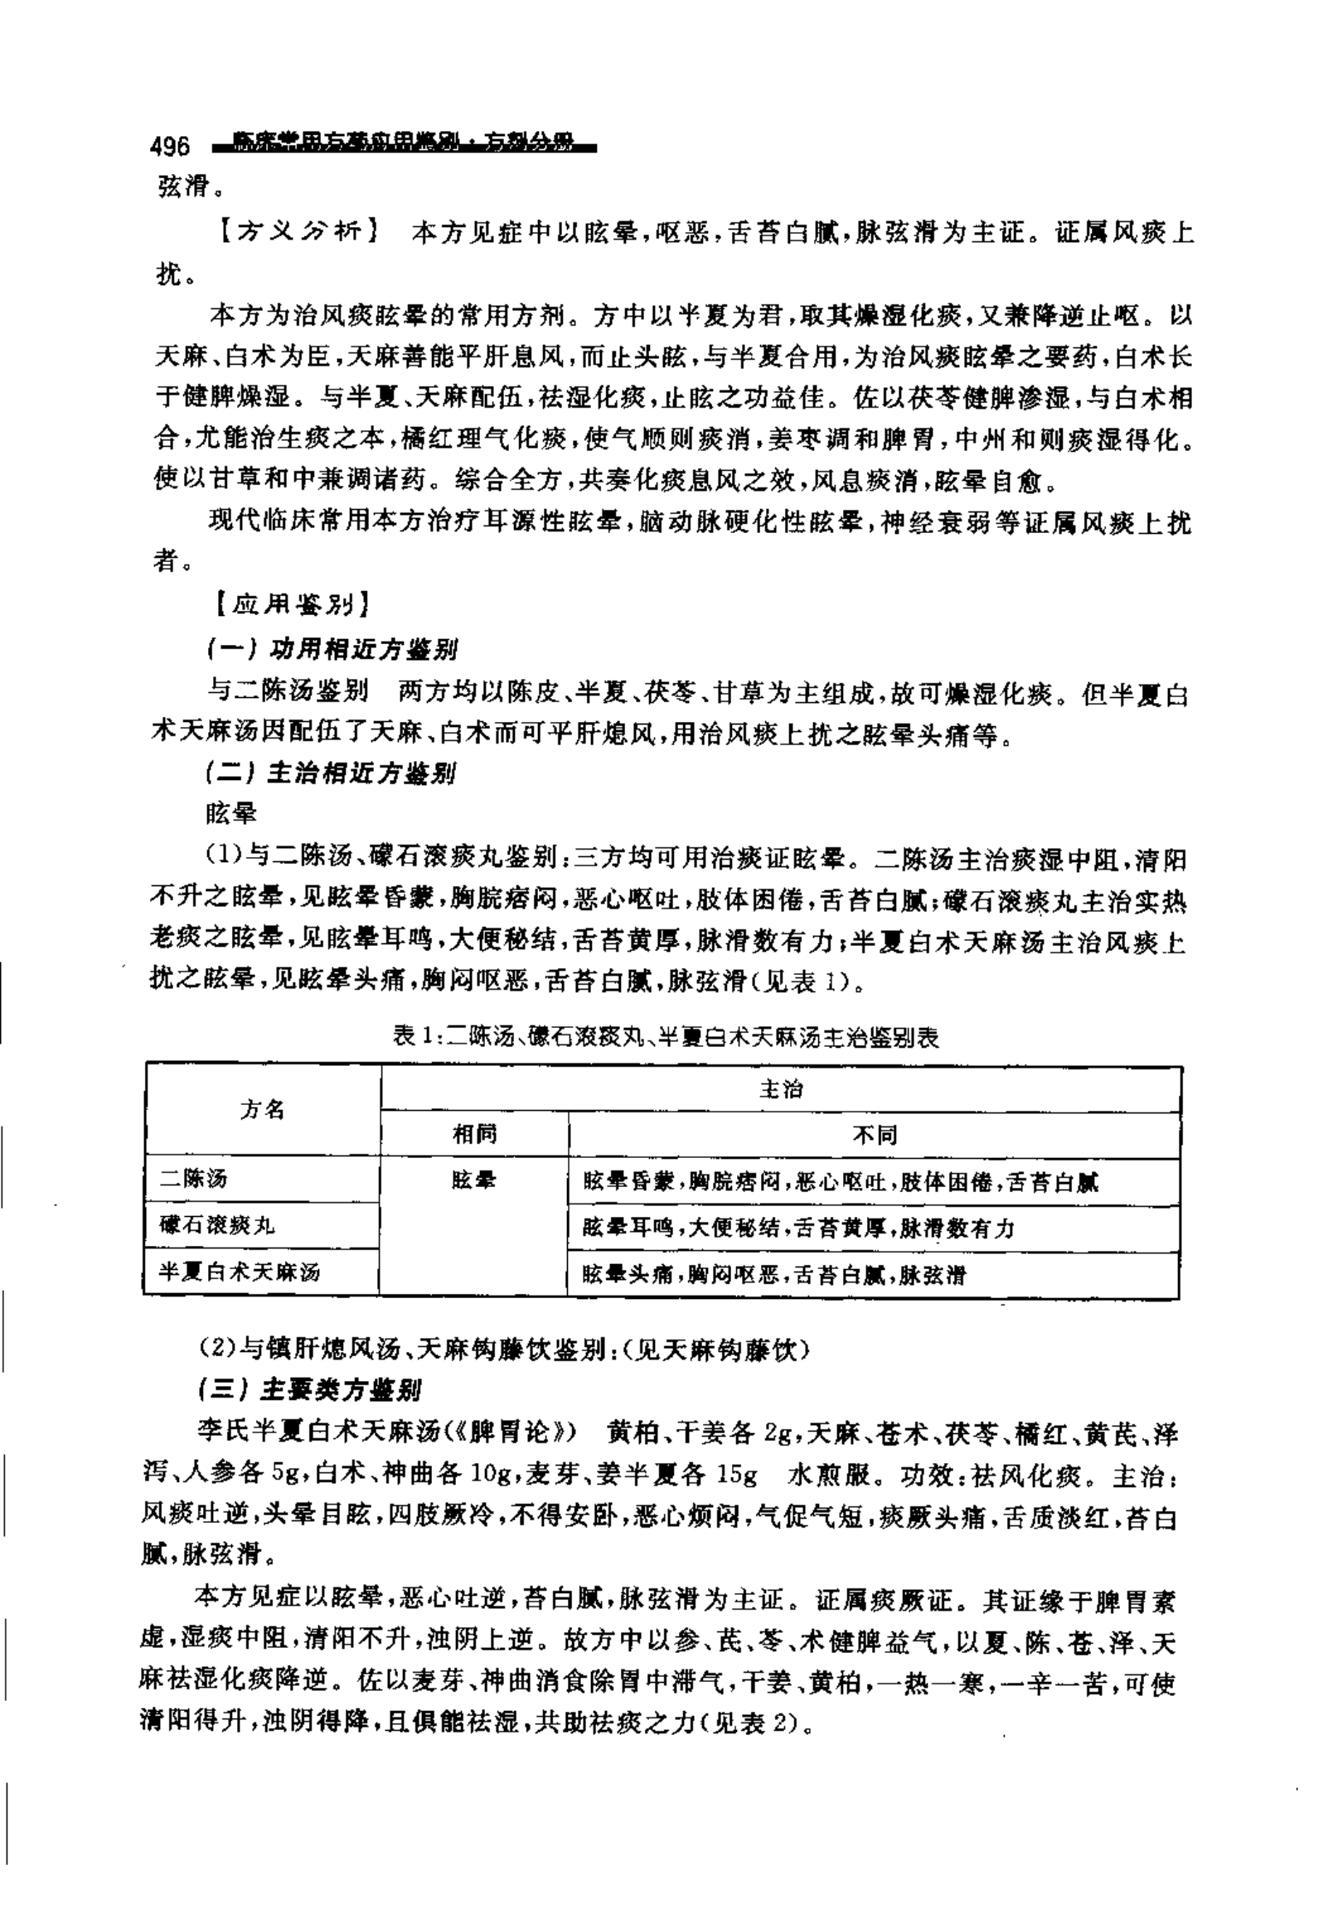 496 临床常用方药应用鉴别·方剂分册
弦滑。
【方义分析】 本方见症中以眩晕,呕恶,舌苔白腻,脉弦滑为主证。证属风痰上
扰。
本方为治风痰眩晕的常用方剂。方中以半夏为君,取其燥湿化痰,又兼降逆止呕。以
天麻、白术为臣,天麻善能平肝息风,而止头眩,与半夏合用,为治风痰眩晕之要药,白术长
于健脾燥湿。与半夏、天麻配伍,祛湿化痰,止眩之功益佳。佐以茯苓健脾渗湿,与白术相
合,尤能治生痰之本,橘红理气化痰,使气顺则痰消,姜枣调和脾胃,中州和则痰湿得化。
使以甘草和中兼调诸药。综合全方,共奏化痰息风之效,风息痰消,眩晕自愈。
现代临床常用本方治疗耳源性眩晕,脑动脉硬化性眩晕,神经衰弱等证属风痰上扰
者。
【应用鉴别】
(一) 功用相近方鉴别
与二陈汤鉴别 两方均以陈皮、半夏、茯苓、甘草为主组成,故可燥湿化痰。但半夏白
术天麻汤因配伍了天麻、白术而可平肝熄风,用治风痰上扰之眩晕头痛等。
(二) 主治相近方鉴别
眩晕
(1)与二陈汤、礞石滚痰丸鉴别:三方均可用治痰证眩晕。二陈汤主治痰湿中阻,清阳
不升之眩晕,见眩晕昏蒙,胸脘痞闷,恶心呕吐,肢体困倦,舌苔白腻;礞石滚痰丸主治实热
老痰之眩晕,见眩晕耳鸣,大便秘结,舌苔黄厚,脉滑数有力;半夏白术天麻汤主治风痰上
扰之眩晕,见眩晕头痛,胸闷呕恶,舌苔白腻,脉弦滑(见表 1)。
表 1:二陈汤、礞石滚痰丸、半夏白术天麻汤主治鉴别表
方名 主治
相同 不同
二陈汤 眩晕 眩晕昏蒙,胸脘痞闷,恶心呕吐,肢体困倦,舌苔白腻
礞石滚痰丸 眩晕耳鸣,大便秘结,舌苔黄厚,脉滑数有力
半夏白术天麻汤 眩晕头痛,胸闷呕恶,舌苔白腻,脉弦滑
(2)与镇肝熄风汤、天麻钩藤饮鉴别:(见天麻钩藤饮)
(三) 主要类方鉴别
李氏半夏白术天麻汤(《脾胃论》) 黄柏、干姜各 2g,天麻、苍术、茯苓、橘红、黄芪、泽
泻、人参各 5g,白术、神曲各 10g,麦芽、姜半夏各 15g 水煎服。功效:祛风化痰。主治:
风痰吐逆,头晕目眩,四肢厥冷,不得安卧,恶心烦闷,气促气短,痰厥头痛,舌质淡红,苔白
腻,脉弦滑。
本方见症以眩晕,恶心吐逆,苔白腻,脉弦滑为主证。证属痰厥证。其证缘于脾胃素
虚,湿痰中阻,清阳不升,浊阴上逆。故方中以参、芪、苓、术健脾益气,以夏、陈、苍、泽、天
麻祛湿化痰降逆。佐以麦芽、神曲消食除胃中滞气,干姜、黄柏,一热一寒,一辛一苦,可使
清阳得升,浊阴得降,且俱能祛湿,共助祛痰之力(见表 2)。